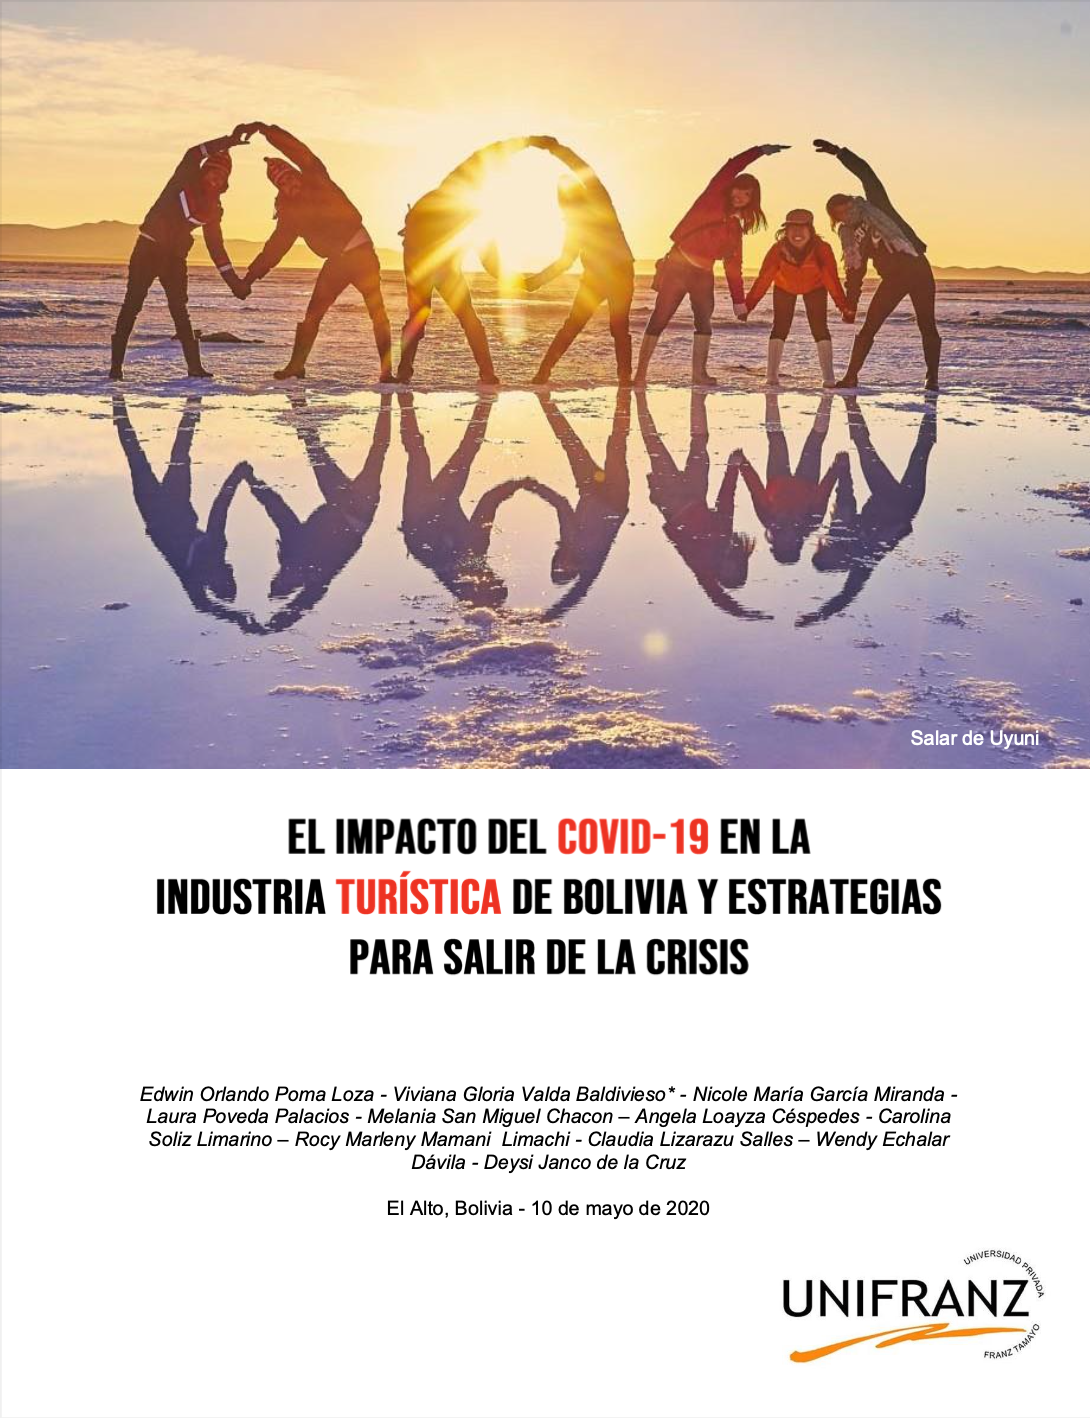 Salar de Uyuni
EL IMPACTO DEL COVID-19 EN LA
INDUSTRIA TURÍSTICA DE BOLIVIA Y ESTRATEGIAS
PARA SALIR DE LA CRISIS
Edwin Orlando Poma Loza - Viviana Gloria Valda Baldivieso* - Nicole María García Miranda -
Laura Poveda Palacios - Melania San Miguel Chacon – Angela Loayza Céspedes - Carolina
Soliz Limarino – Rocy Marleny Mamani Limachi - Claudia Lizarazu Salles – Wendy Echalar
Dávila - Deysi Janco de la Cruz
El Alto, Bolivia - 10 de mayo de 2020
UNIVERSIDAD PRIVADA
UNIFRANZ
FRANZ TAMAYO